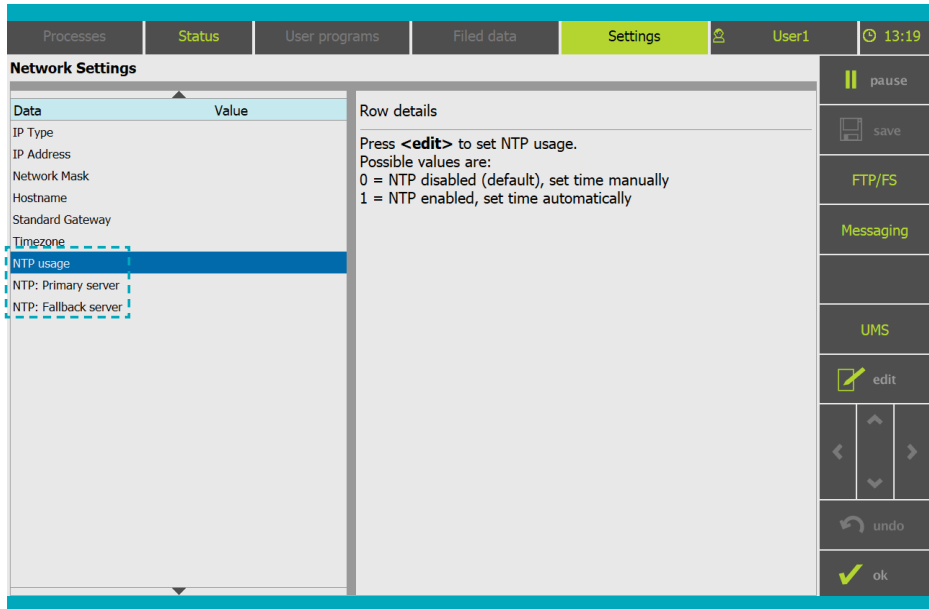 Processes
Status
User programs
Filed data
Settings
User1
13:19
Network Settings
Data Value
IP Type
IP Address
Network Mask
Hostname
Standard Gateway
Timezone
NTP usage
NTP: Primary server
NTP: Fallback server
Row details
Press <edit> to set NTP usage.
Possible values are:
0 = NTP disabled (default), set time manually
1 = NTP enabled, set time automatically
pause
save
FTP/FS
Messaging
UMS
edit
undo
ok